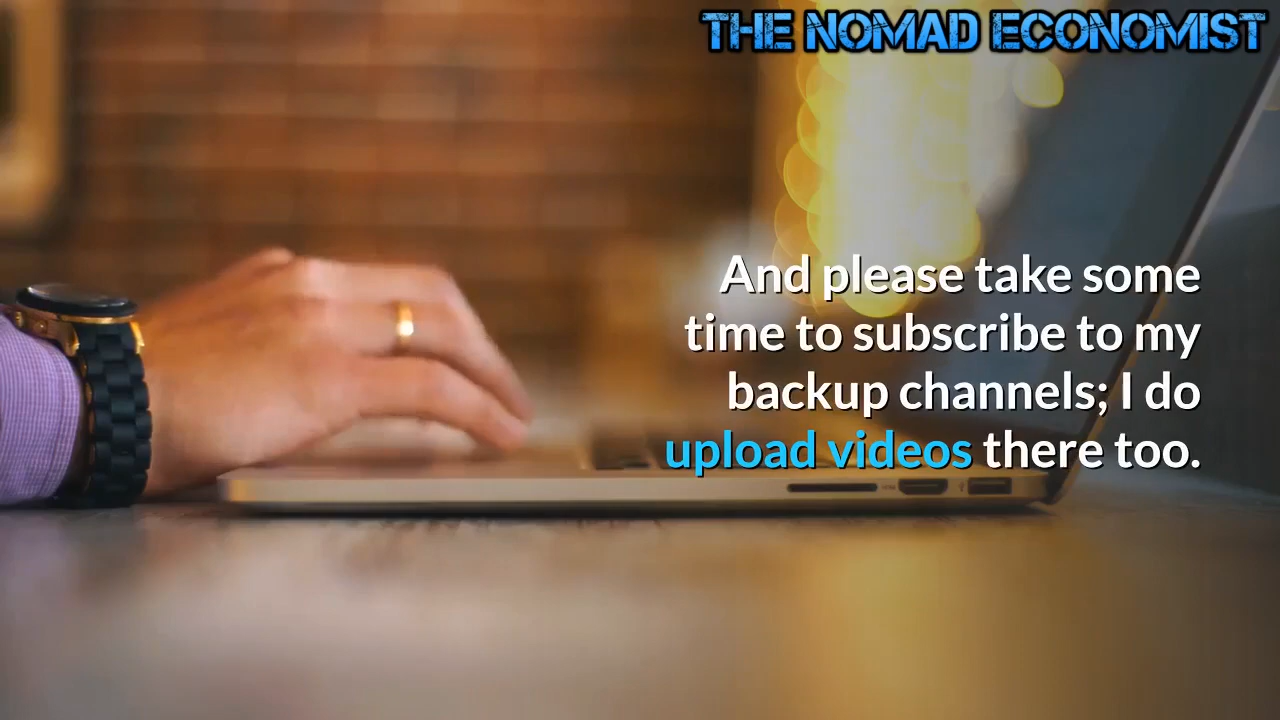 THE NOMAD ECONOMIST
And please take some
time to subscribe to my
backup channels; I do
upload videos there too.